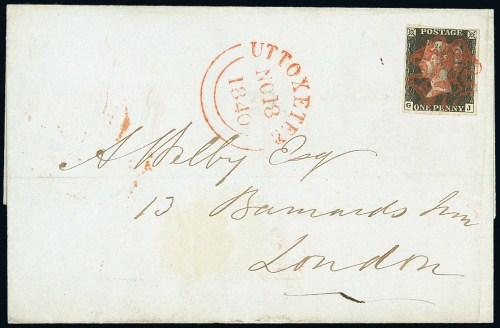 POSTAGE
G J
ONE PENNY
UTTOXETER
NO 18
1840
A Welby Esq
13 Barnards Inn
London